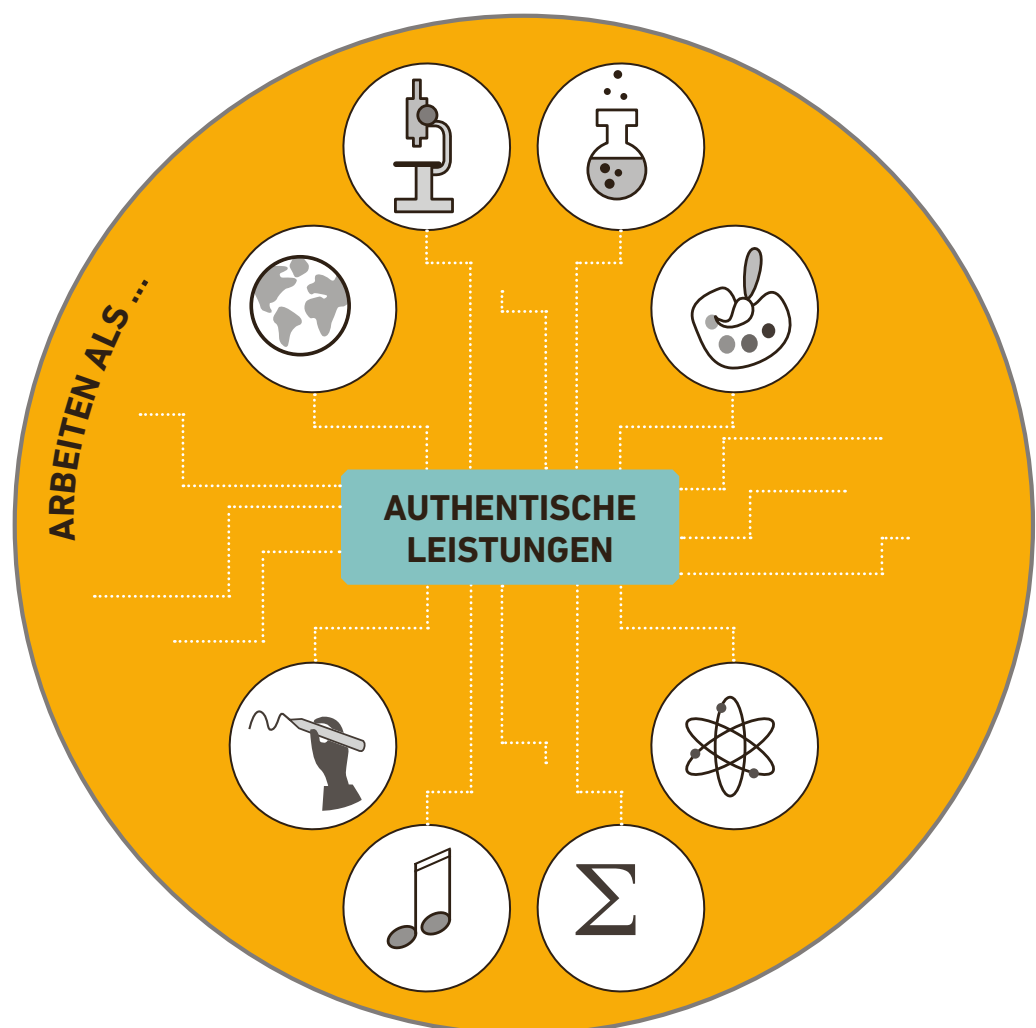 ARBEITEN ALS ...
AUTHENTISCHE
LEISTUNGEN
Σ